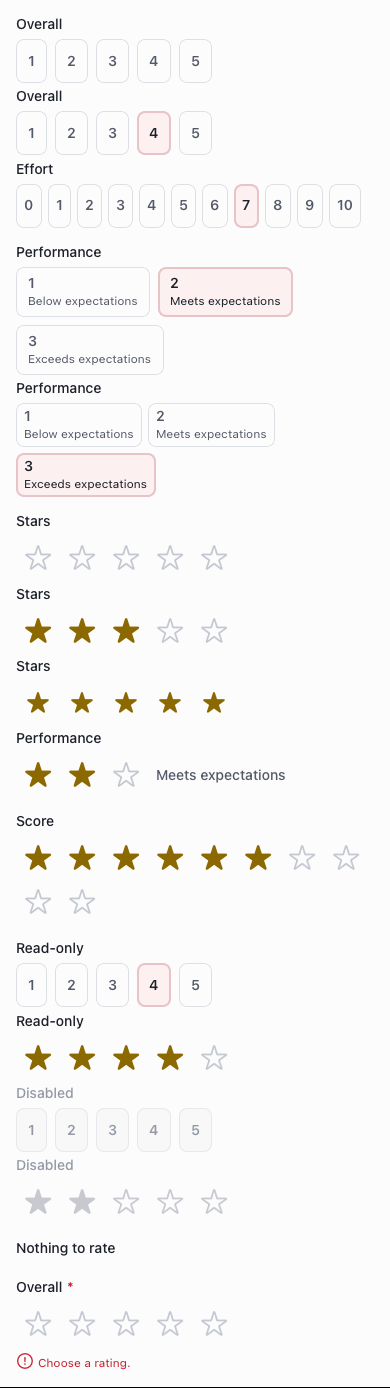 Overall
1 2 3 4 5
Overall
1 2 3 4 5
Effort
0 1 2 3 4 5 6 7 8 9 10
Performance
1 2
Below expectations Meets expectations
3
Exceeds expectations
Performance
1 2
Below expectations Meets expectations
3
Exceeds expectations
Stars
Stars
Stars
Performance
Meets expectations
Score
Read-only
1 2 3 4 5
Read-only
Disabled
1 2 3 4 5
Disabled
Nothing to rate
Overall *
Choose a rating.